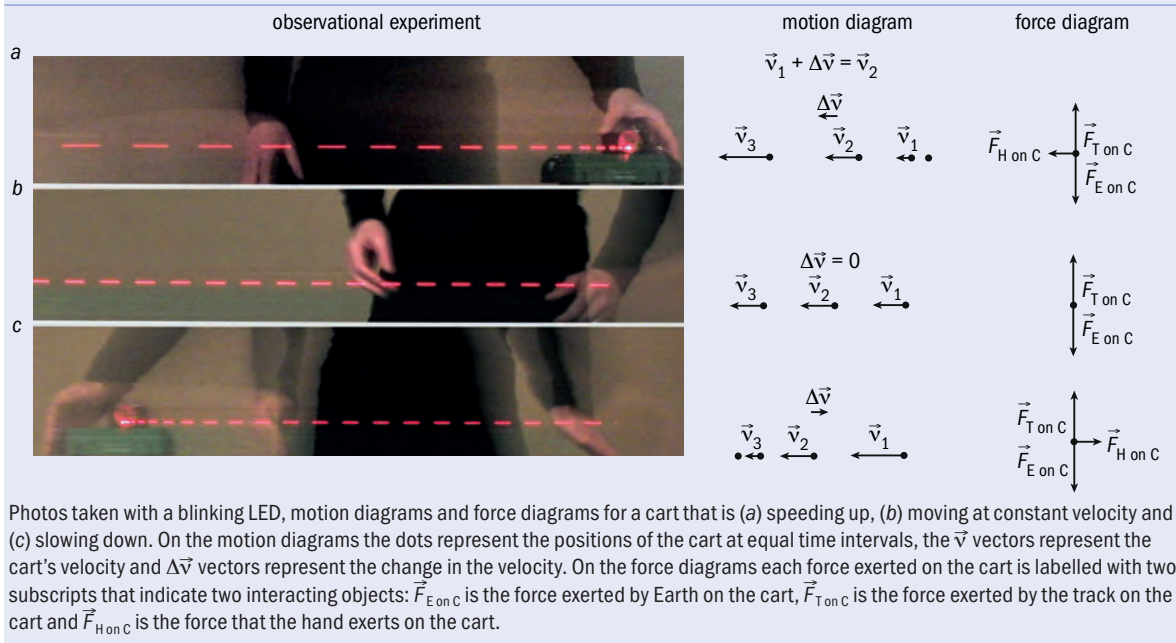 observational experiment
motion diagram
force diagram
a
v⃗₁ + Δv⃗ = v⃗₂
Δv⃗
v⃗₃ v⃗₂ v⃗₁
F⃗ H on C
F⃗ T on C
F⃗ E on C
b
Δv⃗ = 0
v⃗₃ v⃗₂ v⃗₁
F⃗ T on C
F⃗ E on C
c
Δv⃗
v⃗₃ v⃗₂ v⃗₁
F⃗ T on C
F⃗ E on C
F⃗ H on C
Photos taken with a blinking LED, motion diagrams and force diagrams for a cart that is (a) speeding up, (b) moving at constant velocity and
(c) slowing down. On the motion diagrams the dots represent the positions of the cart at equal time intervals, the v⃗ vectors represent the
cart's velocity and Δv⃗ vectors represent the change in the velocity. On the force diagrams each force exerted on the cart is labelled with two
subscripts that indicate two interacting objects: F⃗ E on C is the force exerted by Earth on the cart, F⃗ T on C is the force exerted by the track on the
cart and F⃗ H on C is the force that the hand exerts on the cart.